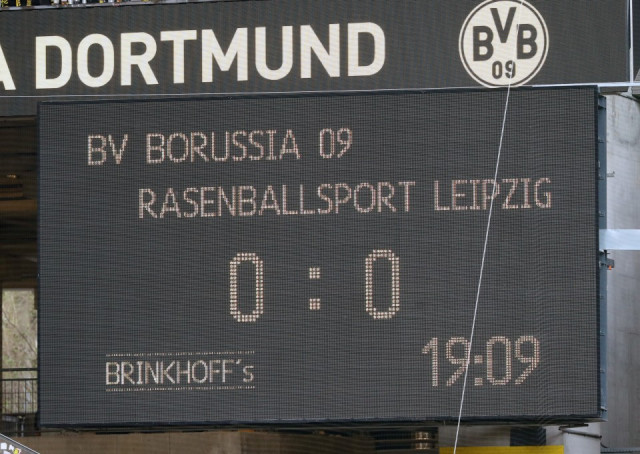 A DORTMUND
BVB
09
BV BORUSSIA 09
RASENBALLSPORT LEIPZIG
0 : 0
BRINKHOFF´s
19:09